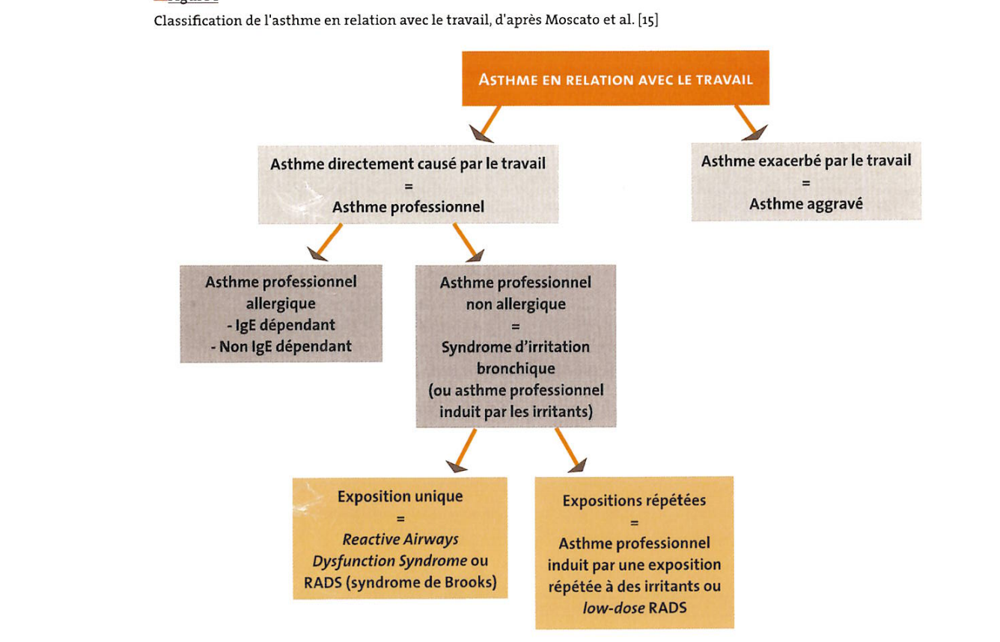 Classification de l'asthme en relation avec le travail, d'après Moscato et al. [15]
ASTHME EN RELATION AVEC LE TRAVAIL
Asthme directement causé par le travail
=
Asthme professionnel
Asthme exacerbé par le travail
=
Asthme aggravé
Asthme professionnel
allergique
- IgE dépendant
- Non IgE dépendant
Asthme professionnel
non allergique
=
Syndrome d'irritation
bronchique
(ou asthme professionnel
induit par les irritants)
Exposition unique
=
Reactive Airways
Dysfunction Syndrome ou
RADS (syndrome de Brooks)
Expositions répétées
=
Asthme professionnel
induit par une exposition
répétée à des irritants ou
low-dose RADS